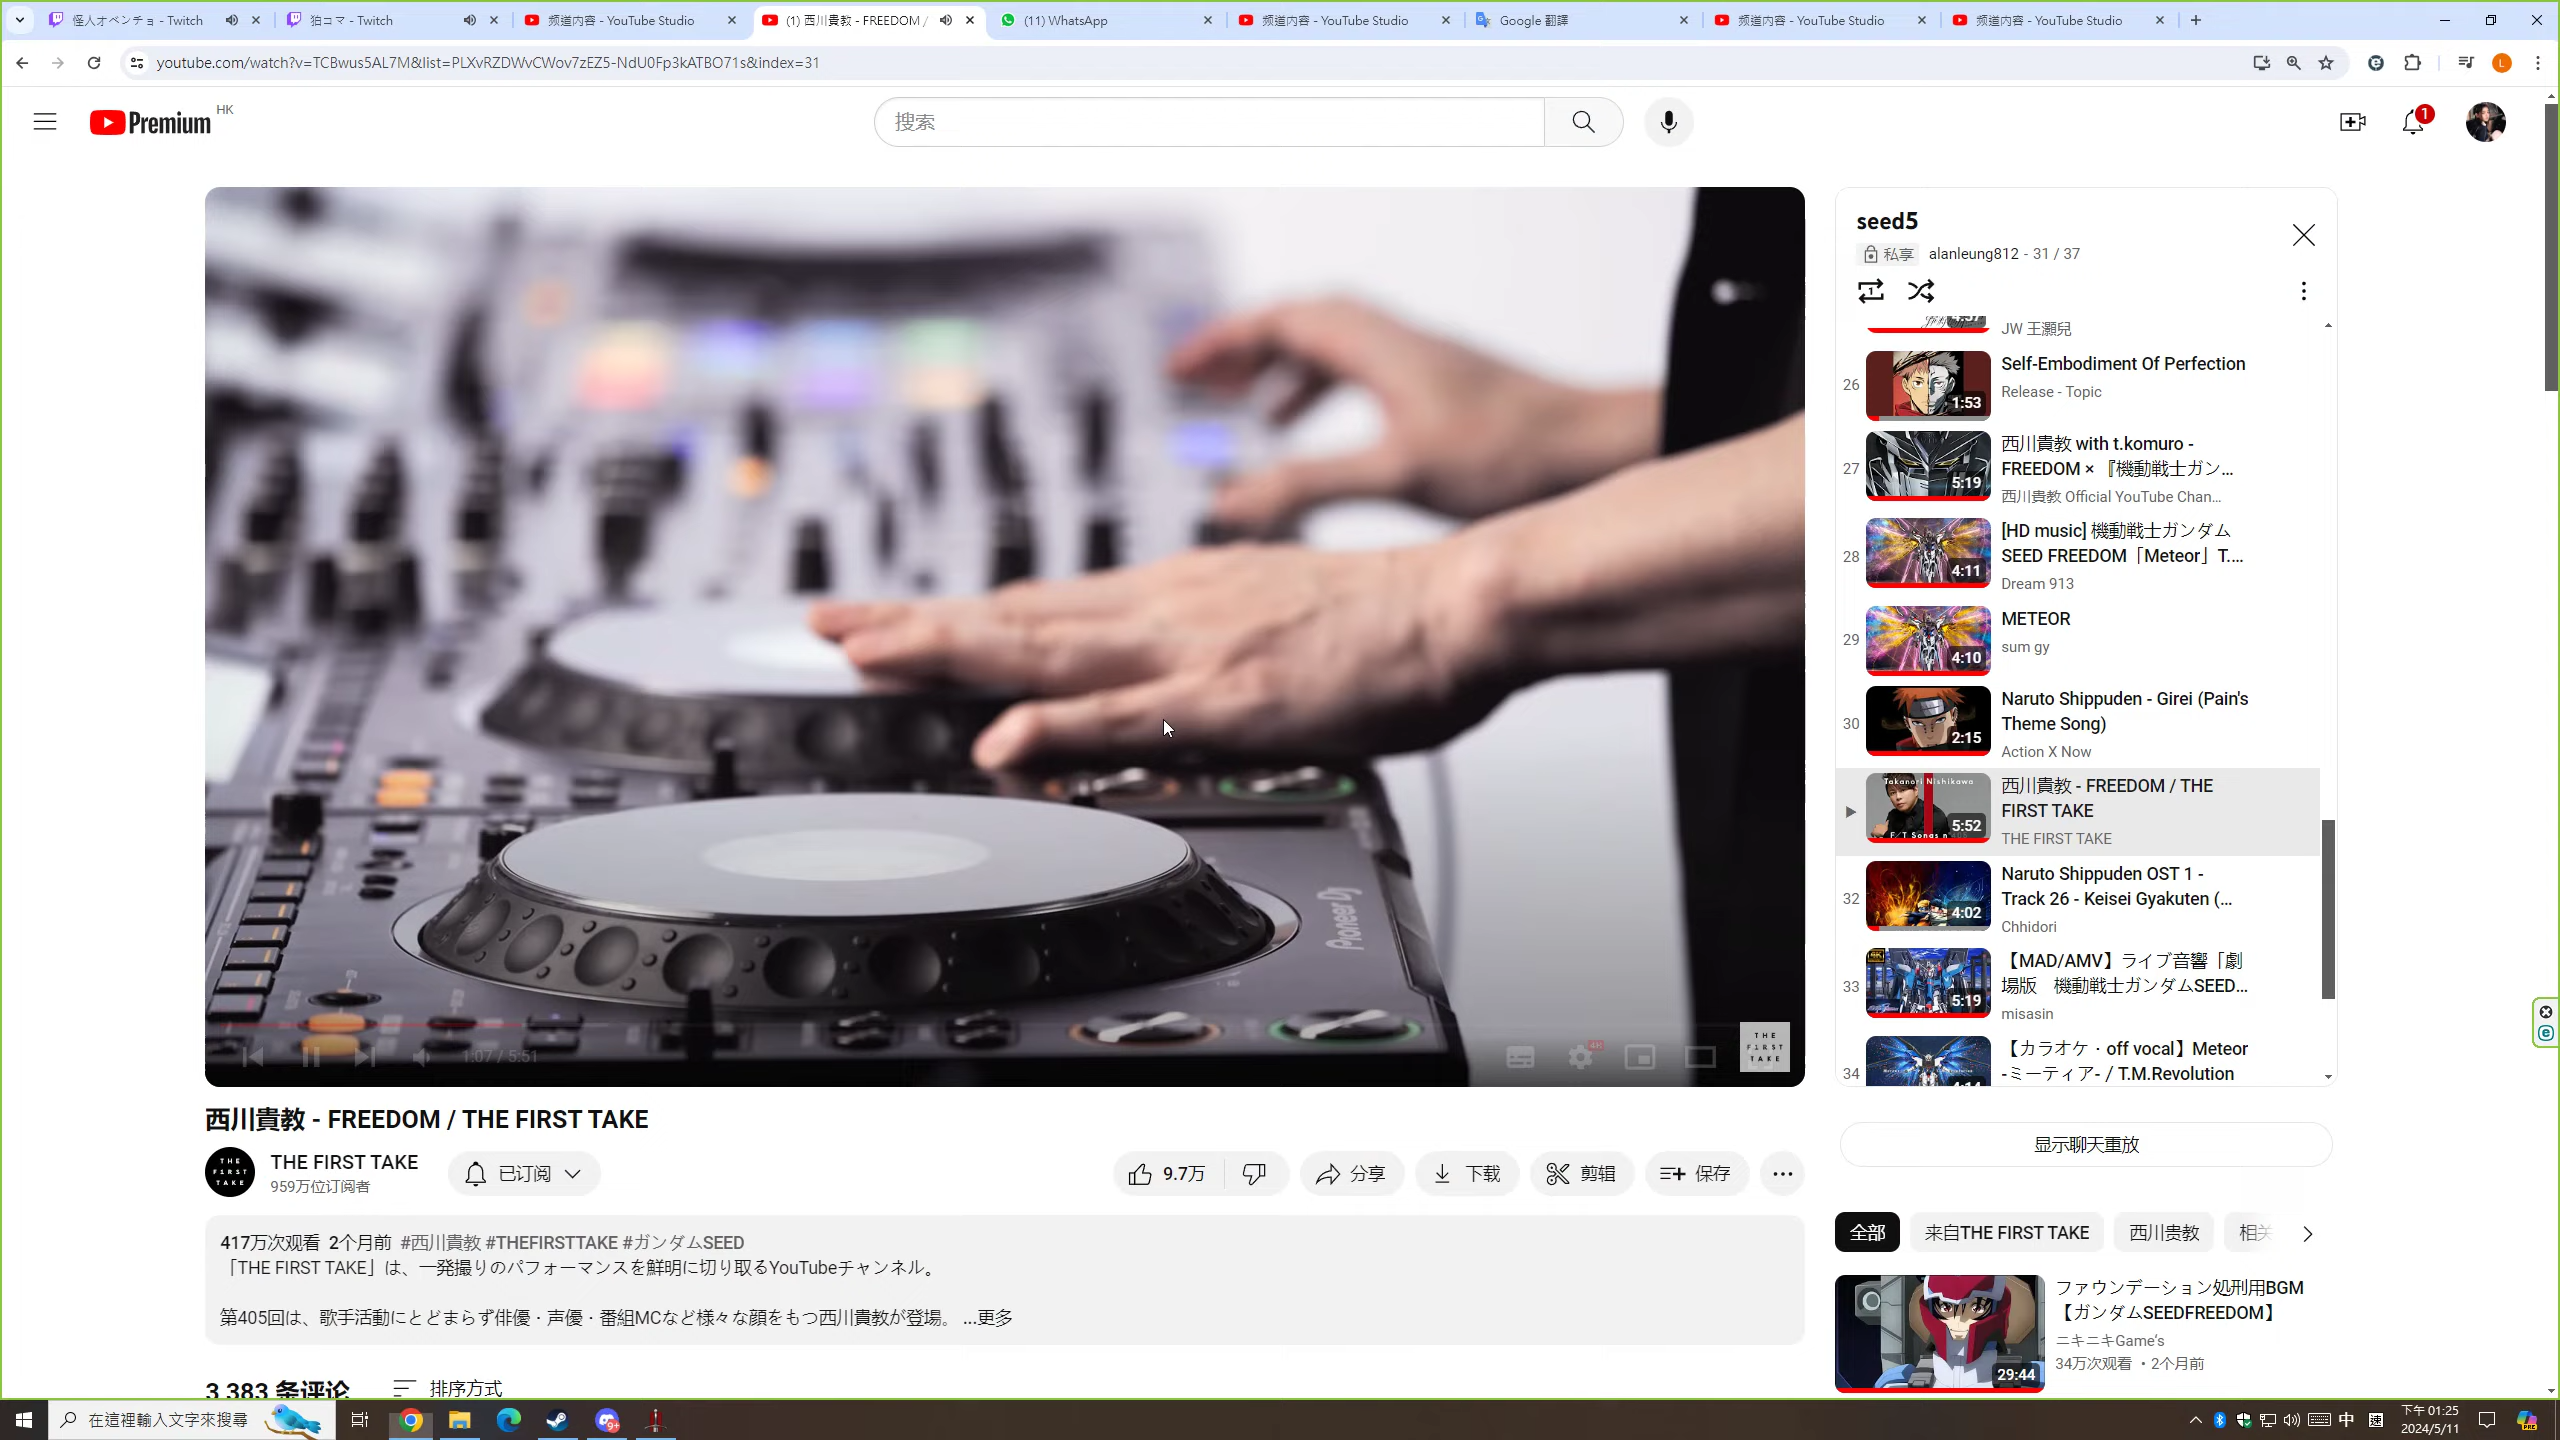 怪人オペンチョ - Twitch
狛コマ - Twitch
频道内容 - YouTube Studio
(1) 西川貴教 - FREEDOM /
(11) WhatsApp
频道内容 - YouTube Studio
Google 翻譯
频道内容 - YouTube Studio
频道内容 - YouTube Studio
youtube.com/watch?v=TCBwus5AL7M&list=PLXvRZDWvCWov7zEZ5-NdU0Fp3kATBO71s&index=31
L
Premium
HK
搜索
1
Pioneer DJ
1:07 / 5:51
4K
THE
FIRST
TAKE
seed5
私享 alanleung812 - 31 / 37
JW 王灝兒
26
1:53
Self-Embodiment Of Perfection
Release - Topic
27
5:19
西川貴教 with t.komuro -
FREEDOM × 『機動戦士ガン...
西川貴教 Official YouTube Chan...
28
4:11
[HD music] 機動戦士ガンダム
SEED FREEDOM「Meteor」T....
Dream 913
29
4:10
METEOR
sum gy
30
2:15
Naruto Shippuden - Girei (Pain's
Theme Song)
Action X Now
Takanori Nishikawa
5:52
西川貴教 - FREEDOM / THE
FIRST TAKE
THE FIRST TAKE
32
4:02
Naruto Shippuden OST 1 -
Track 26 - Keisei Gyakuten (...
Chhidori
33
5:19
【MAD/AMV】ライブ音響「劇
場版　機動戦士ガンダムSEED...
misasin
34
4:14
【カラオケ・off vocal】Meteor
-ミーティア- / T.M.Revolution
西川貴教 - FREEDOM / THE FIRST TAKE
THE
FIRST
TAKE
THE FIRST TAKE
959万位订阅者
已订阅
9.7万
分享
下载
剪辑
保存
显示聊天重放
417万次观看 2个月前 #西川貴教 #THEFIRSTTAKE #ガンダムSEED
「THE FIRST TAKE」は、一発撮りのパフォーマンスを鮮明に切り取るYouTubeチャンネル。
第405回は、歌手活動にとどまらず俳優・声優・番組MCなど様々な顔をもつ西川貴教が登場。 ...更多
全部
来自THE FIRST TAKE
西川贵教
相关
29:44
ファウンデーション処刑用BGM
【ガンダムSEEDFREEDOM】
ニキニキGame's
34万次观看 • 2个月前
3,383 条评论
排序方式
在這裡輸入文字來搜尋
9+
中
速
下午 01:25
2024/5/11
PRE